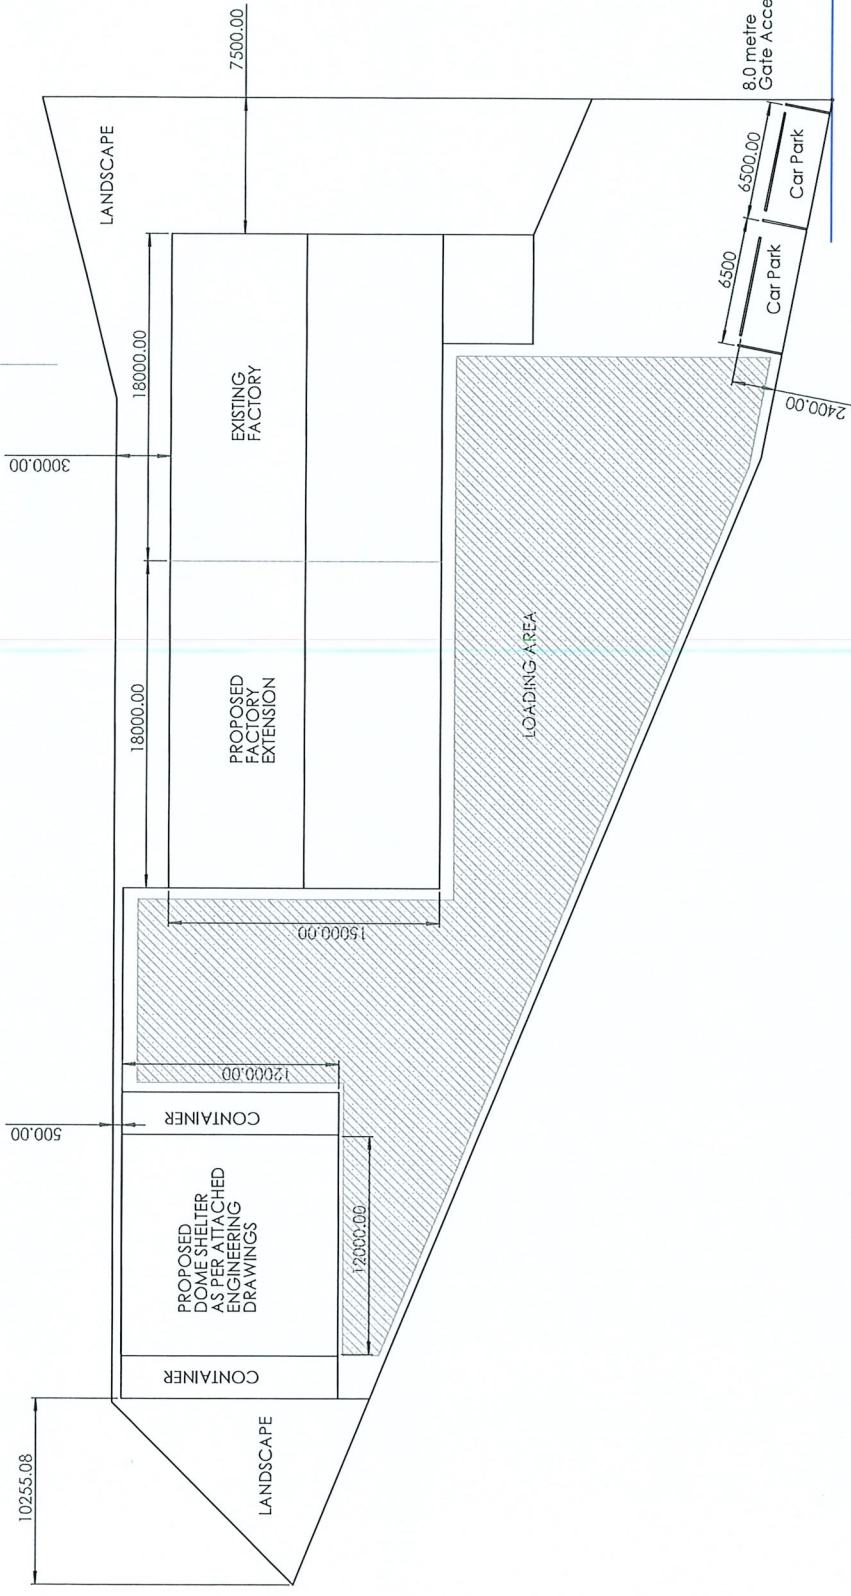 7500.00
8.0 metre
Gate Acce
LANDSCAPE
6500.00
Car Park
6500
Car Park
2400.00
18000.00
3000.00
EXISTING
FACTORY
18000.00
PROPOSED
FACTORY
EXTENSION
LOADING AREA
15000.00
12000.00
500.00
CONTAINER
PROPOSED
DOME SHELTER
AS PER ATTACHED
ENGINEERING
DRAWINGS
12000.00
CONTAINER
10255.08
LANDSCAPE